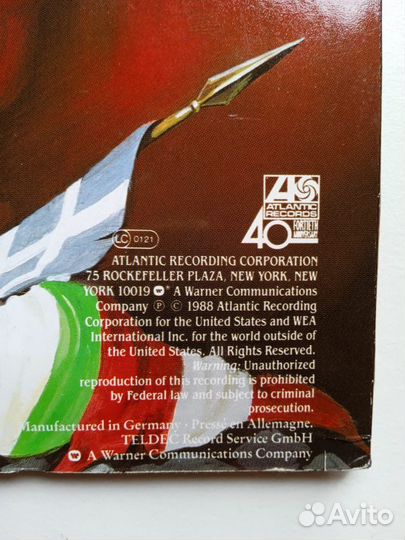 ATLANTIC
RECORDS
40
FORTIETH
LC 0121
ATLANTIC RECORDING CORPORATION
75 ROCKEFELLER PLAZA, NEW YORK, NEW
YORK 10019 * A Warner Communications
Company ℗ © 1988 Atlantic Recording
Corporation for the United States and WEA
International Inc. for the world outside of
the United States. All Rights Reserved.
Warning: Unauthorized
reproduction of this recording is prohibited
by Federal law and subject to criminal
prosecution.
Manufactured in Germany · Pressé en Allemagne.
TELDEC Record Service GmbH
A Warner Communications Company
Avito